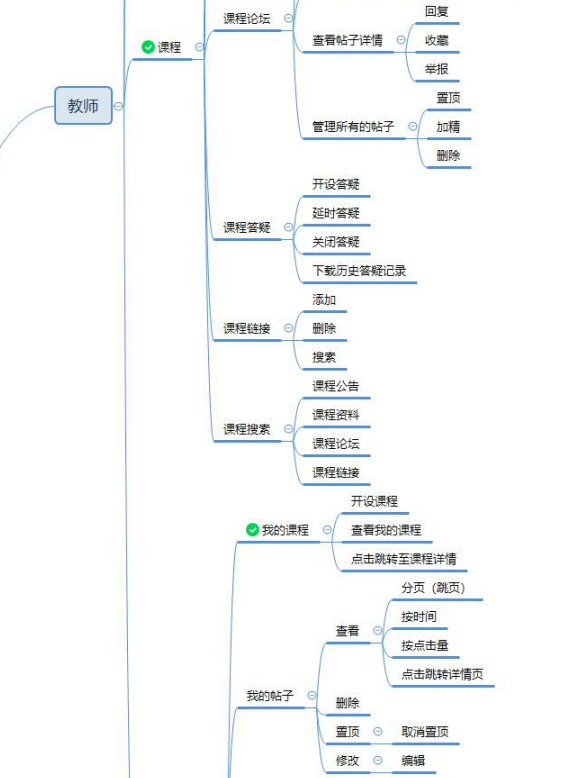 回复
课程论坛
查看帖子详情
收藏
课程
举报
教师
置顶
管理所有的帖子
加精
删除
开设答疑
延时答疑
课程答疑
关闭答疑
下载历史答疑记录
添加
课程链接
删除
搜索
课程公告
课程资料
课程搜索
课程论坛
课程链接
开设课程
我的课程
查看我的课程
点击跳转至课程详情
分页（跳页）
按时间
查看
按点击量
点击跳转详情页
我的帖子
删除
置顶
取消置顶
修改
编辑